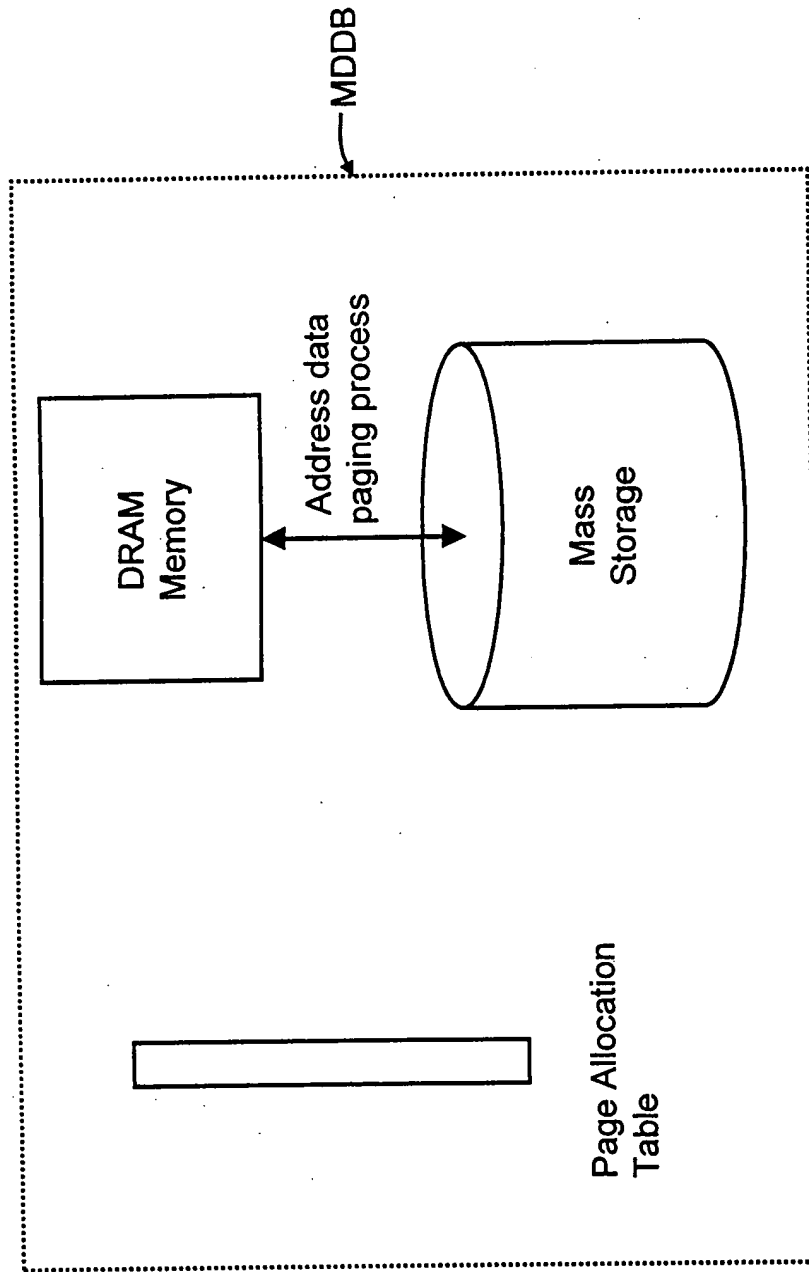 MDDB
DRAM
Memory
Address data
paging process
Mass
Storage
Page Allocation
Table